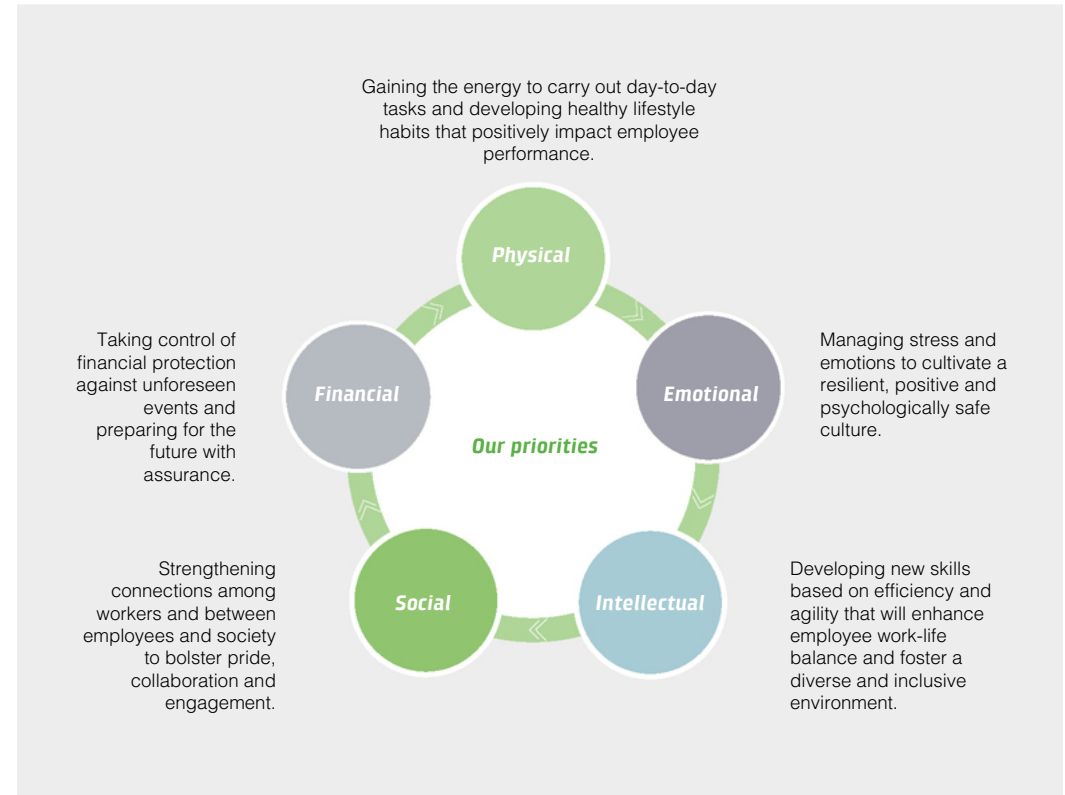 Gaining the energy to carry out day-to-day
tasks and developing healthy lifestyle
habits that positively impact employee
performance.
Physical
Taking control of
financial protection
against unforeseen
events and
preparing for the
future with
assurance.
Financial
Our priorities
Emotional
Managing stress and
emotions to cultivate a
resilient, positive and
psychologically safe
culture.
Strengthening
connections among
workers and between
employees and society
to bolster pride,
collaboration and
engagement.
Social
Intellectual
Developing new skills
based on efficiency and
agility that will enhance
employee work-life
balance and foster a
diverse and inclusive
environment.